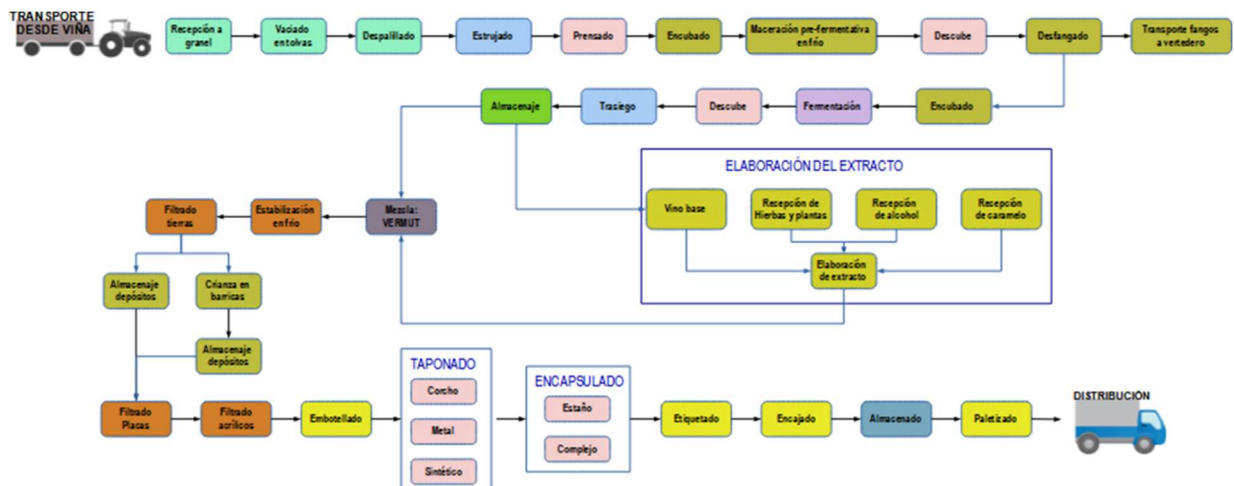 TRANSPORTE
DESDE VIÑA
Recepción a
granel
Vaciado
en tolvas
Despalillado
Estrujado
Prensado
Encubado
Maceración pre-fermentativa
en frío
Descube
Desfangado
Transporte fangos
a vertedero
Almacenaje
Trasiego
Descube
Fermentación
Encubado
ELABORACIÓN DEL EXTRACTO
Vino base
Recepción de
Hierbas y plantas
Recepción
de alcohol
Recepción
de caramelo
Elaboración
de extracto
Filtrado
tierras
Estabilización
en frío
Mezcla:
VERMUT
Almacenaje
depósitos
Crianza en
barricas
Almacenaje
depósitos
Filtrado
Placas
Filtrado
acrílicos
Embotellado
TAPONADO
Corcho
Metal
Sintético
ENCAPSULADO
Estaño
Complejo
Etiquetado
Encajado
Almacenado
Paletizado
DISTRIBUCIÓN